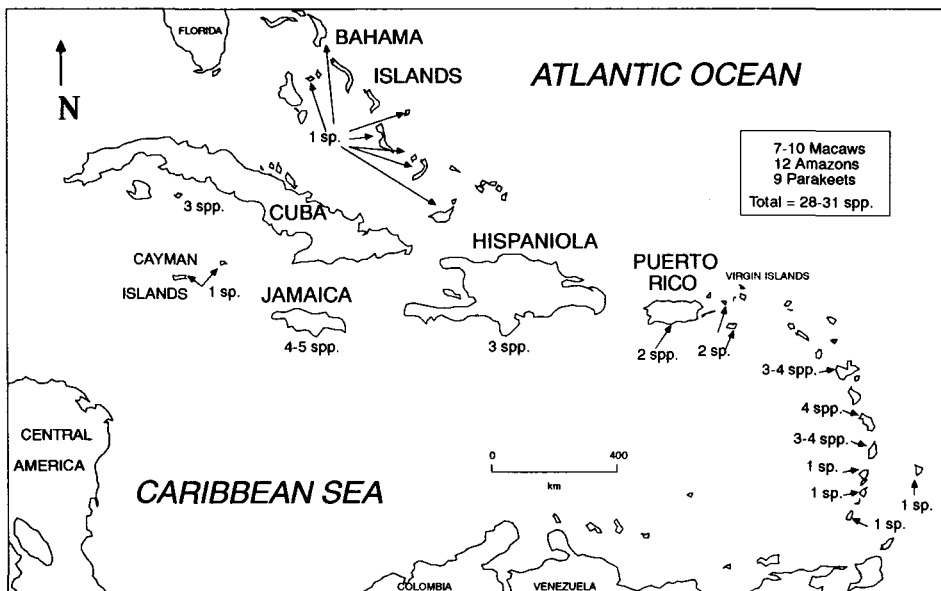 FLORIDA
BAHAMA
ISLANDS
ATLANTIC OCEAN
N
1 sp.
7-10 Macaws
12 Amazons
9 Parakeets
Total = 28-31 spp.
3 spp.
CUBA
HISPANIOLA
CAYMAN
ISLANDS
1 sp.
JAMAICA
4-5 spp.
3 spp.
PUERTO
RICO
VIRGIN ISLANDS
2 spp.
2 sp.
3-4 spp.
4 spp.
3-4 spp.
1 sp.
1 sp.
1 sp.
1 sp.
CENTRAL
AMERICA
0
400
km
CARIBBEAN SEA
COLOMBIA
VENEZUELA